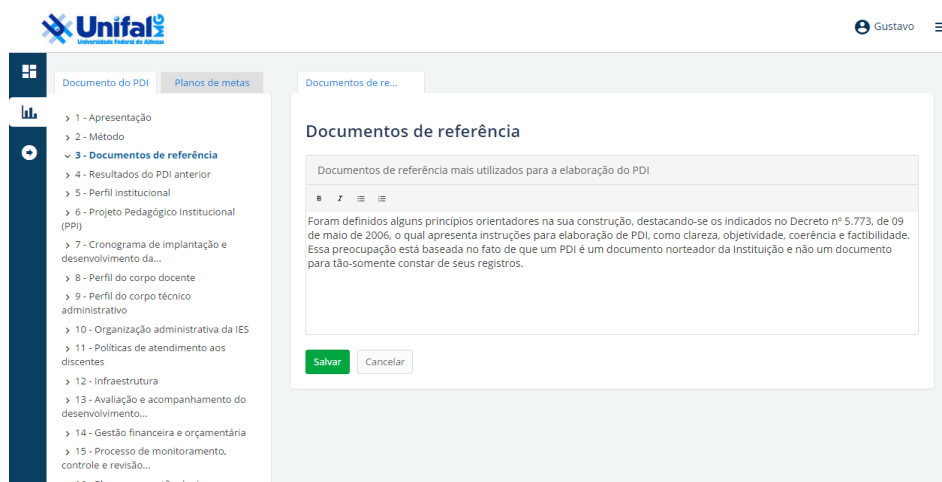 Unifal MG
Universidade Federal de Alfenas
Gustavo
Documento do PDI
Planos de metas
1 - Apresentação
2 - Método
3 - Documentos de referência
4 - Resultados do PDI anterior
5 - Perfil institucional
6 - Projeto Pedagógico Institucional
(PPI)
7 - Cronograma de implantação e
desenvolvimento da...
8 - Perfil do corpo docente
9 - Perfil do corpo técnico
administrativo
10 - Organização administrativa da IES
11 - Políticas de atendimento aos
discentes
12 - Infraestrutura
13 - Avaliação e acompanhamento do
desenvolvimento...
14 - Gestão financeira e orçamentária
15 - Processo de monitoramento,
controle e revisão...
Documentos de re...
Documentos de referência
Documentos de referência mais utilizados para a elaboração do PDI
B I
Foram definidos alguns princípios orientadores na sua construção, destacando-se os indicados no Decreto nº 5.773, de 09
de maio de 2006, o qual apresenta instruções para elaboração de PDI, como clareza, objetividade, coerência e factibilidade.
Essa preocupação está baseada no fato de que um PDI é um documento norteador da Instituição e não um documento
para tão-somente constar de seus registros.
Salvar
Cancelar